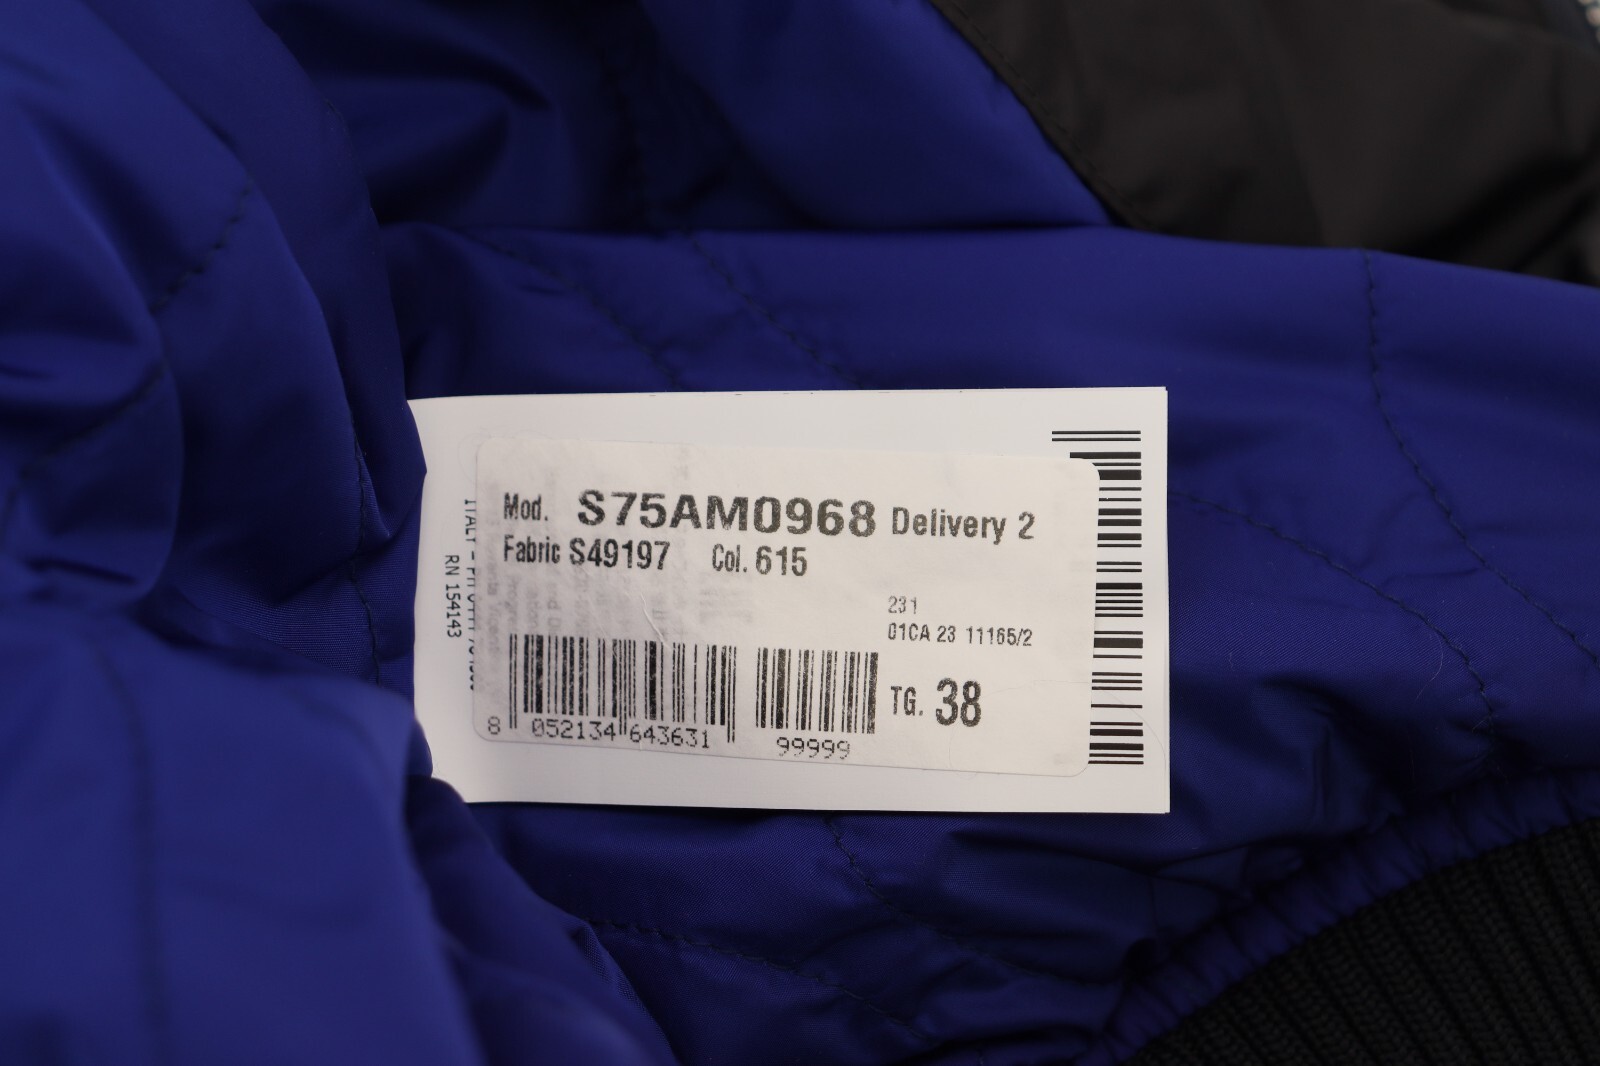 Mod. S75AM0968 Delivery 2
Fabric S49197 Col. 615
231
01CA 23 11165/2
TG. 38
8 052134 643631 99999
ITALY -
RN 154143